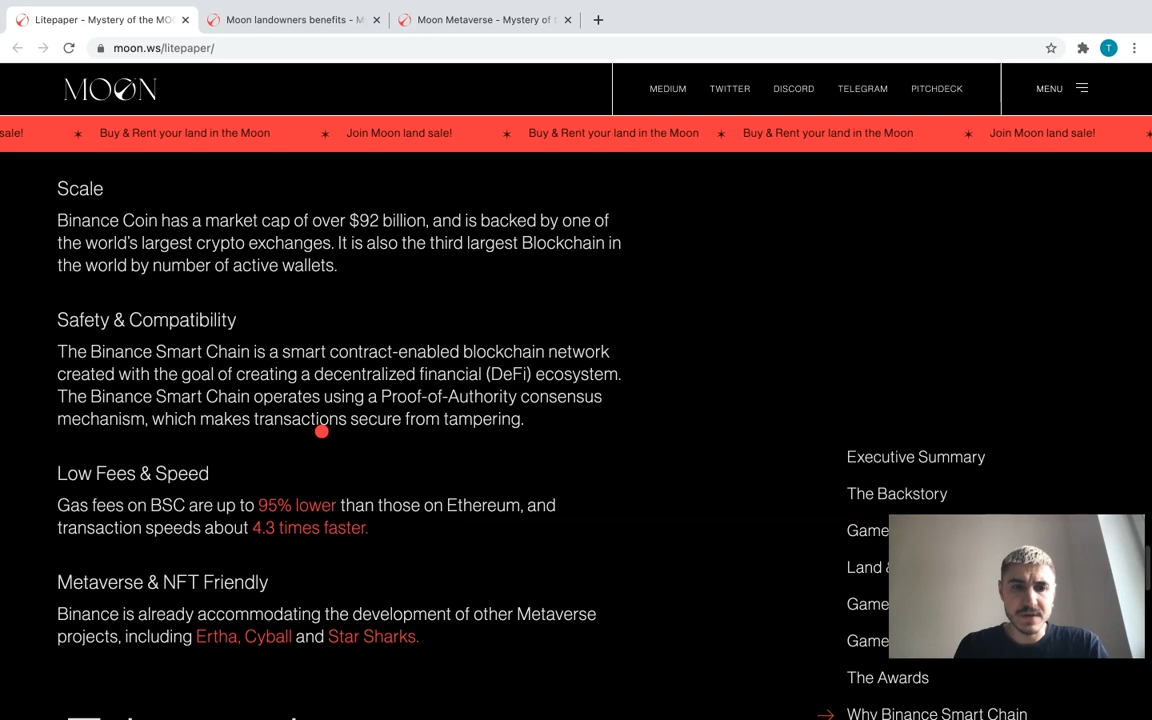 Litepaper - Mystery of the MOO
Moon landowners benefits - M
Moon Metaverse - Mystery of
moon.ws/litepaper/
T
MOON
MEDIUM
TWITTER
DISCORD
TELEGRAM
PITCHDECK
MENU
sale!
Buy & Rent your land in the Moon
Join Moon land sale!
Buy & Rent your land in the Moon
Buy & Rent your land in the Moon
Join Moon land sale!
Scale
Binance Coin has a market cap of over $92 billion, and is backed by one of
the world's largest crypto exchanges. It is also the third largest Blockchain in
the world by number of active wallets.
Safety & Compatibility
The Binance Smart Chain is a smart contract-enabled blockchain network
created with the goal of creating a decentralized financial (DeFi) ecosystem.
The Binance Smart Chain operates using a Proof-of-Authority consensus
mechanism, which makes transactions secure from tampering.
Low Fees & Speed
Gas fees on BSC are up to 95% lower than those on Ethereum, and
transaction speeds about 4.3 times faster.
Metaverse & NFT Friendly
Binance is already accommodating the development of other Metaverse
projects, including Ertha, Cyball and Star Sharks.
Executive Summary
The Backstory
Game
Land &
Game
Game
The Awards
Why Binance Smart Chain